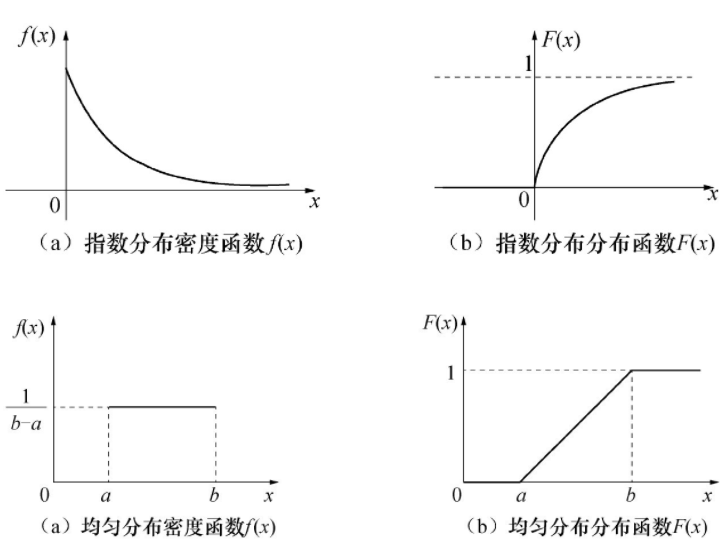 f(x)
0
x
（a）指数分布密度函数f(x)
F(x)
1
0
x
（b）指数分布分布函数F(x)
f(x)
1
b-a
0
a
b
x
（a）均匀分布密度函数f(x)
F(x)
1
0
a
b
x
（b）均匀分布分布函数F(x)